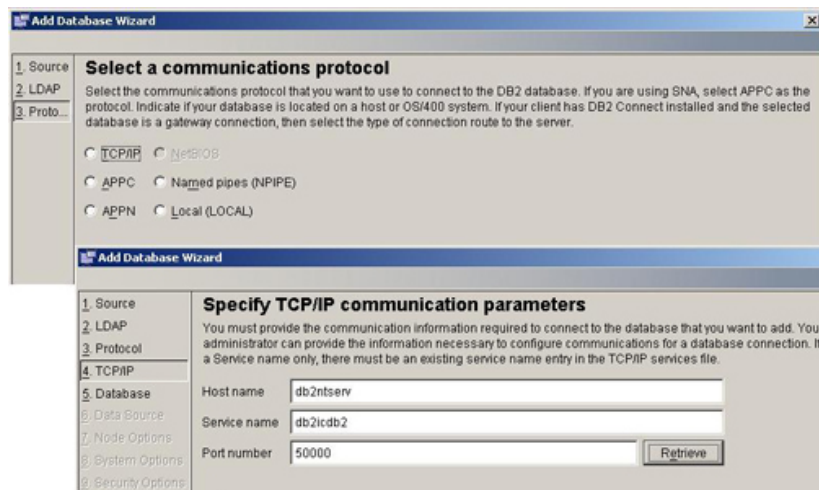 Add Database Wizard
1. Source
2. LDAP
3. Proto...
Select a communications protocol
Select the communications protocol that you want to use to connect to the DB2 database. If you are using SNA, select APPC as the
protocol. Indicate if your database is located on a host or OS/400 system. If your client has DB2 Connect installed and the selected
database is a gateway connection, then select the type of connection route to the server.
TCP/IP NetBIOS
APPC Named pipes (NPIPE)
APPN Local (LOCAL)
Add Database Wizard
1. Source
2. LDAP
3. Protocol
4. TCP/IP
5. Database
6. Data Source
7. Node Options
8. System Options
9. Security Options
Specify TCP/IP communication parameters
You must provide the communication information required to connect to the database that you want to add. You
administrator can provide the information necessary to configure communications for a database connection. I
a Service name only, there must be an existing service name entry in the TCP/IP services file.
Host name db2ntserv
Service name db2icdb2
Port number 50000 Retrieve